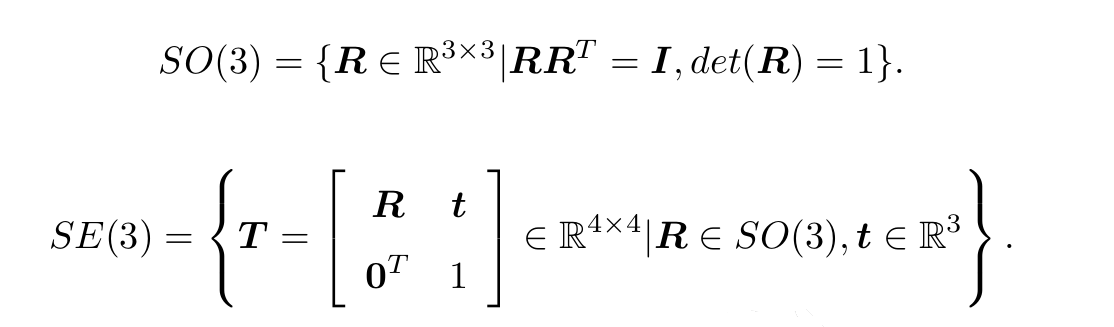 SO(3) = {R ∈ ℝ^{3×3}|RR^T = I, det(R) = 1}.
SE(3) = { T = [ R t ; 0^T 1 ] ∈ ℝ^{4×4}|R ∈ SO(3), t ∈ ℝ^3 } .